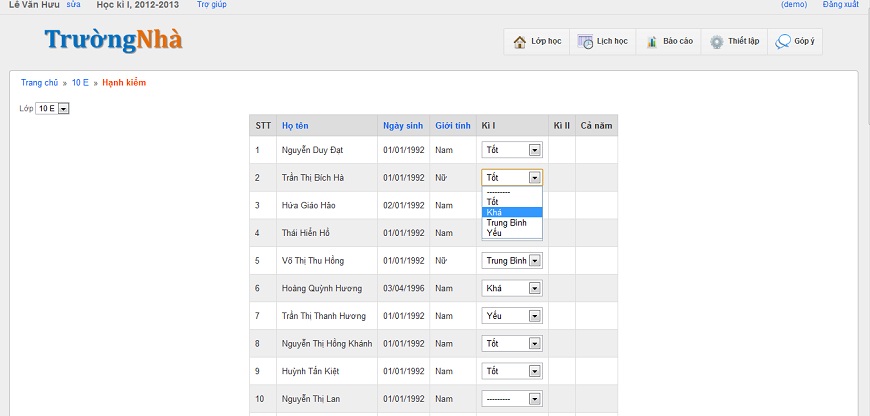 Lê Văn Hưu sửa Học kì I, 2012-2013 Trợ giúp (demo) Đăng xuất
TrườngNhà
Lớp học Lịch học Báo cáo Thiết lập Góp ý
Trang chủ » 10 E » Hạnh kiểm
Lớp 10 E
STT Họ tên Ngày sinh Giới tính Kì I Kì II Cả năm
1 Nguyễn Duy Đạt 01/01/1992 Nam Tốt
2 Trần Thị Bích Hà 01/01/1992 Nữ Tốt
---------
Tốt
3 Hứa Giáo Hão 02/01/1992 Nam Khá
Trung Bình
4 Thái Hiển Hồ 01/01/1992 Nam Yếu
5 Võ Thị Thu Hồng 01/01/1992 Nữ Trung Bình
6 Hoàng Quỳnh Hương 03/04/1996 Nam Khá
7 Trần Thị Thanh Hương 01/01/1992 Nam Yếu
8 Nguyễn Thị Hồng Khánh 01/01/1992 Nam Tốt
9 Huỳnh Tấn Kiệt 01/01/1992 Nam Tốt
10 Nguyễn Thị Lan 01/01/1992 Nam ---------